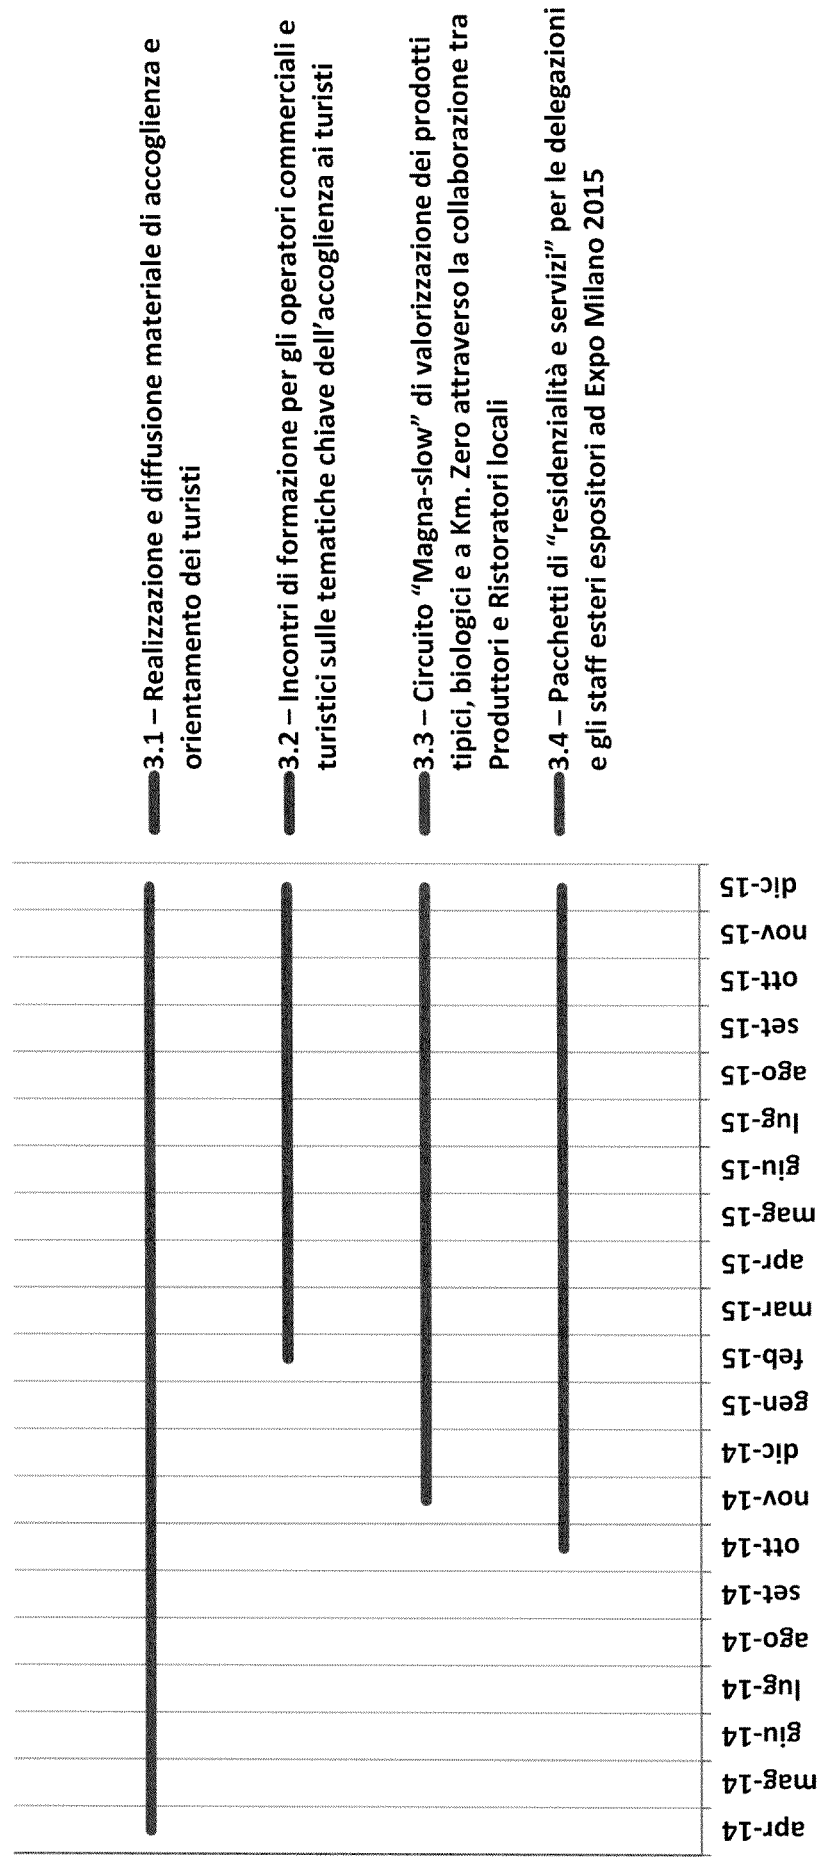 3.1 – Realizzazione e diffusione materiale di accoglienza e
orientamento dei turisti
3.2 – Incontri di formazione per gli operatori commerciali e
turistici sulle tematiche chiave dell'accoglienza ai turisti
3.3 – Circuito “Magna-slow” di valorizzazione dei prodotti
tipici, biologici e a Km. Zero attraverso la collaborazione tra
Produttori e Ristoratori locali
3.4 – Pacchetti di “residenzialità e servizi” per le delegazioni
e gli staff esteri espositori ad Expo Milano 2015
apr-14
mag-14
giu-14
lug-14
ago-14
set-14
ott-14
nov-14
dic-14
gen-15
feb-15
mar-15
apr-15
mag-15
giu-15
lug-15
ago-15
set-15
ott-15
nov-15
dic-15